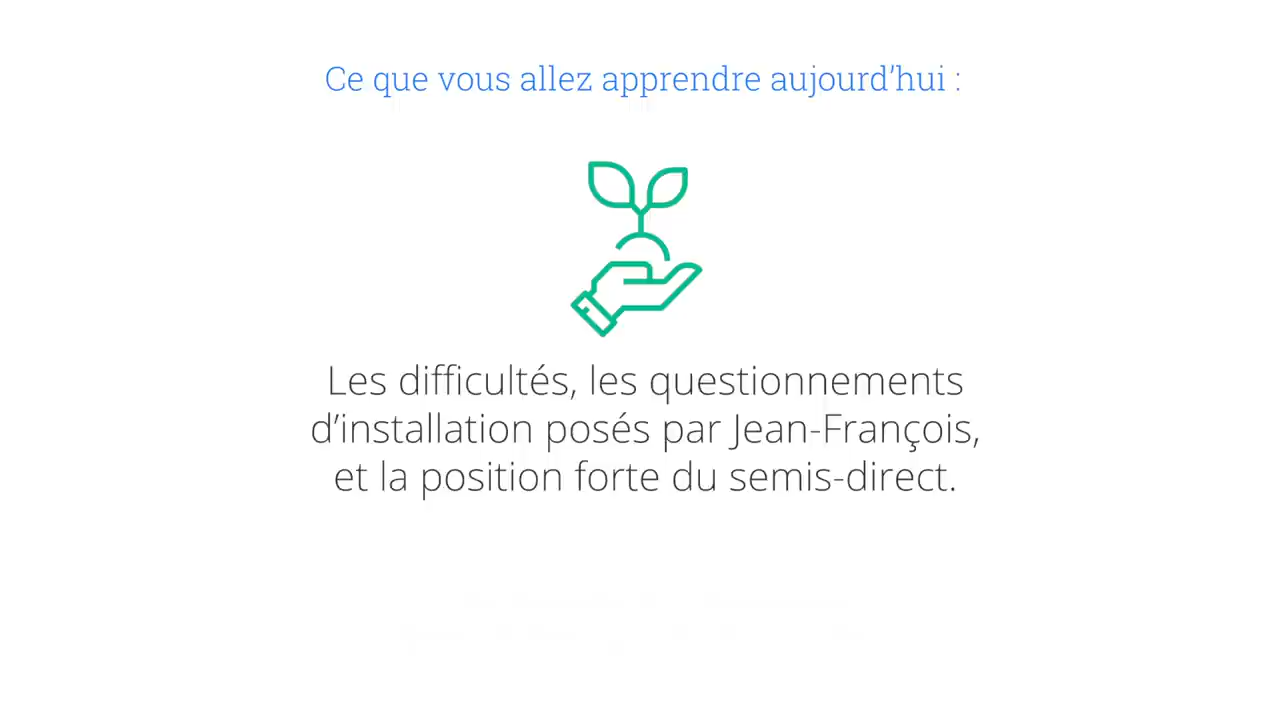 Ce que vous allez apprendre aujourd’hui :
Les difficultés, les questionnements
d’installation posés par Jean-François,
et la position forte du semis-direct.